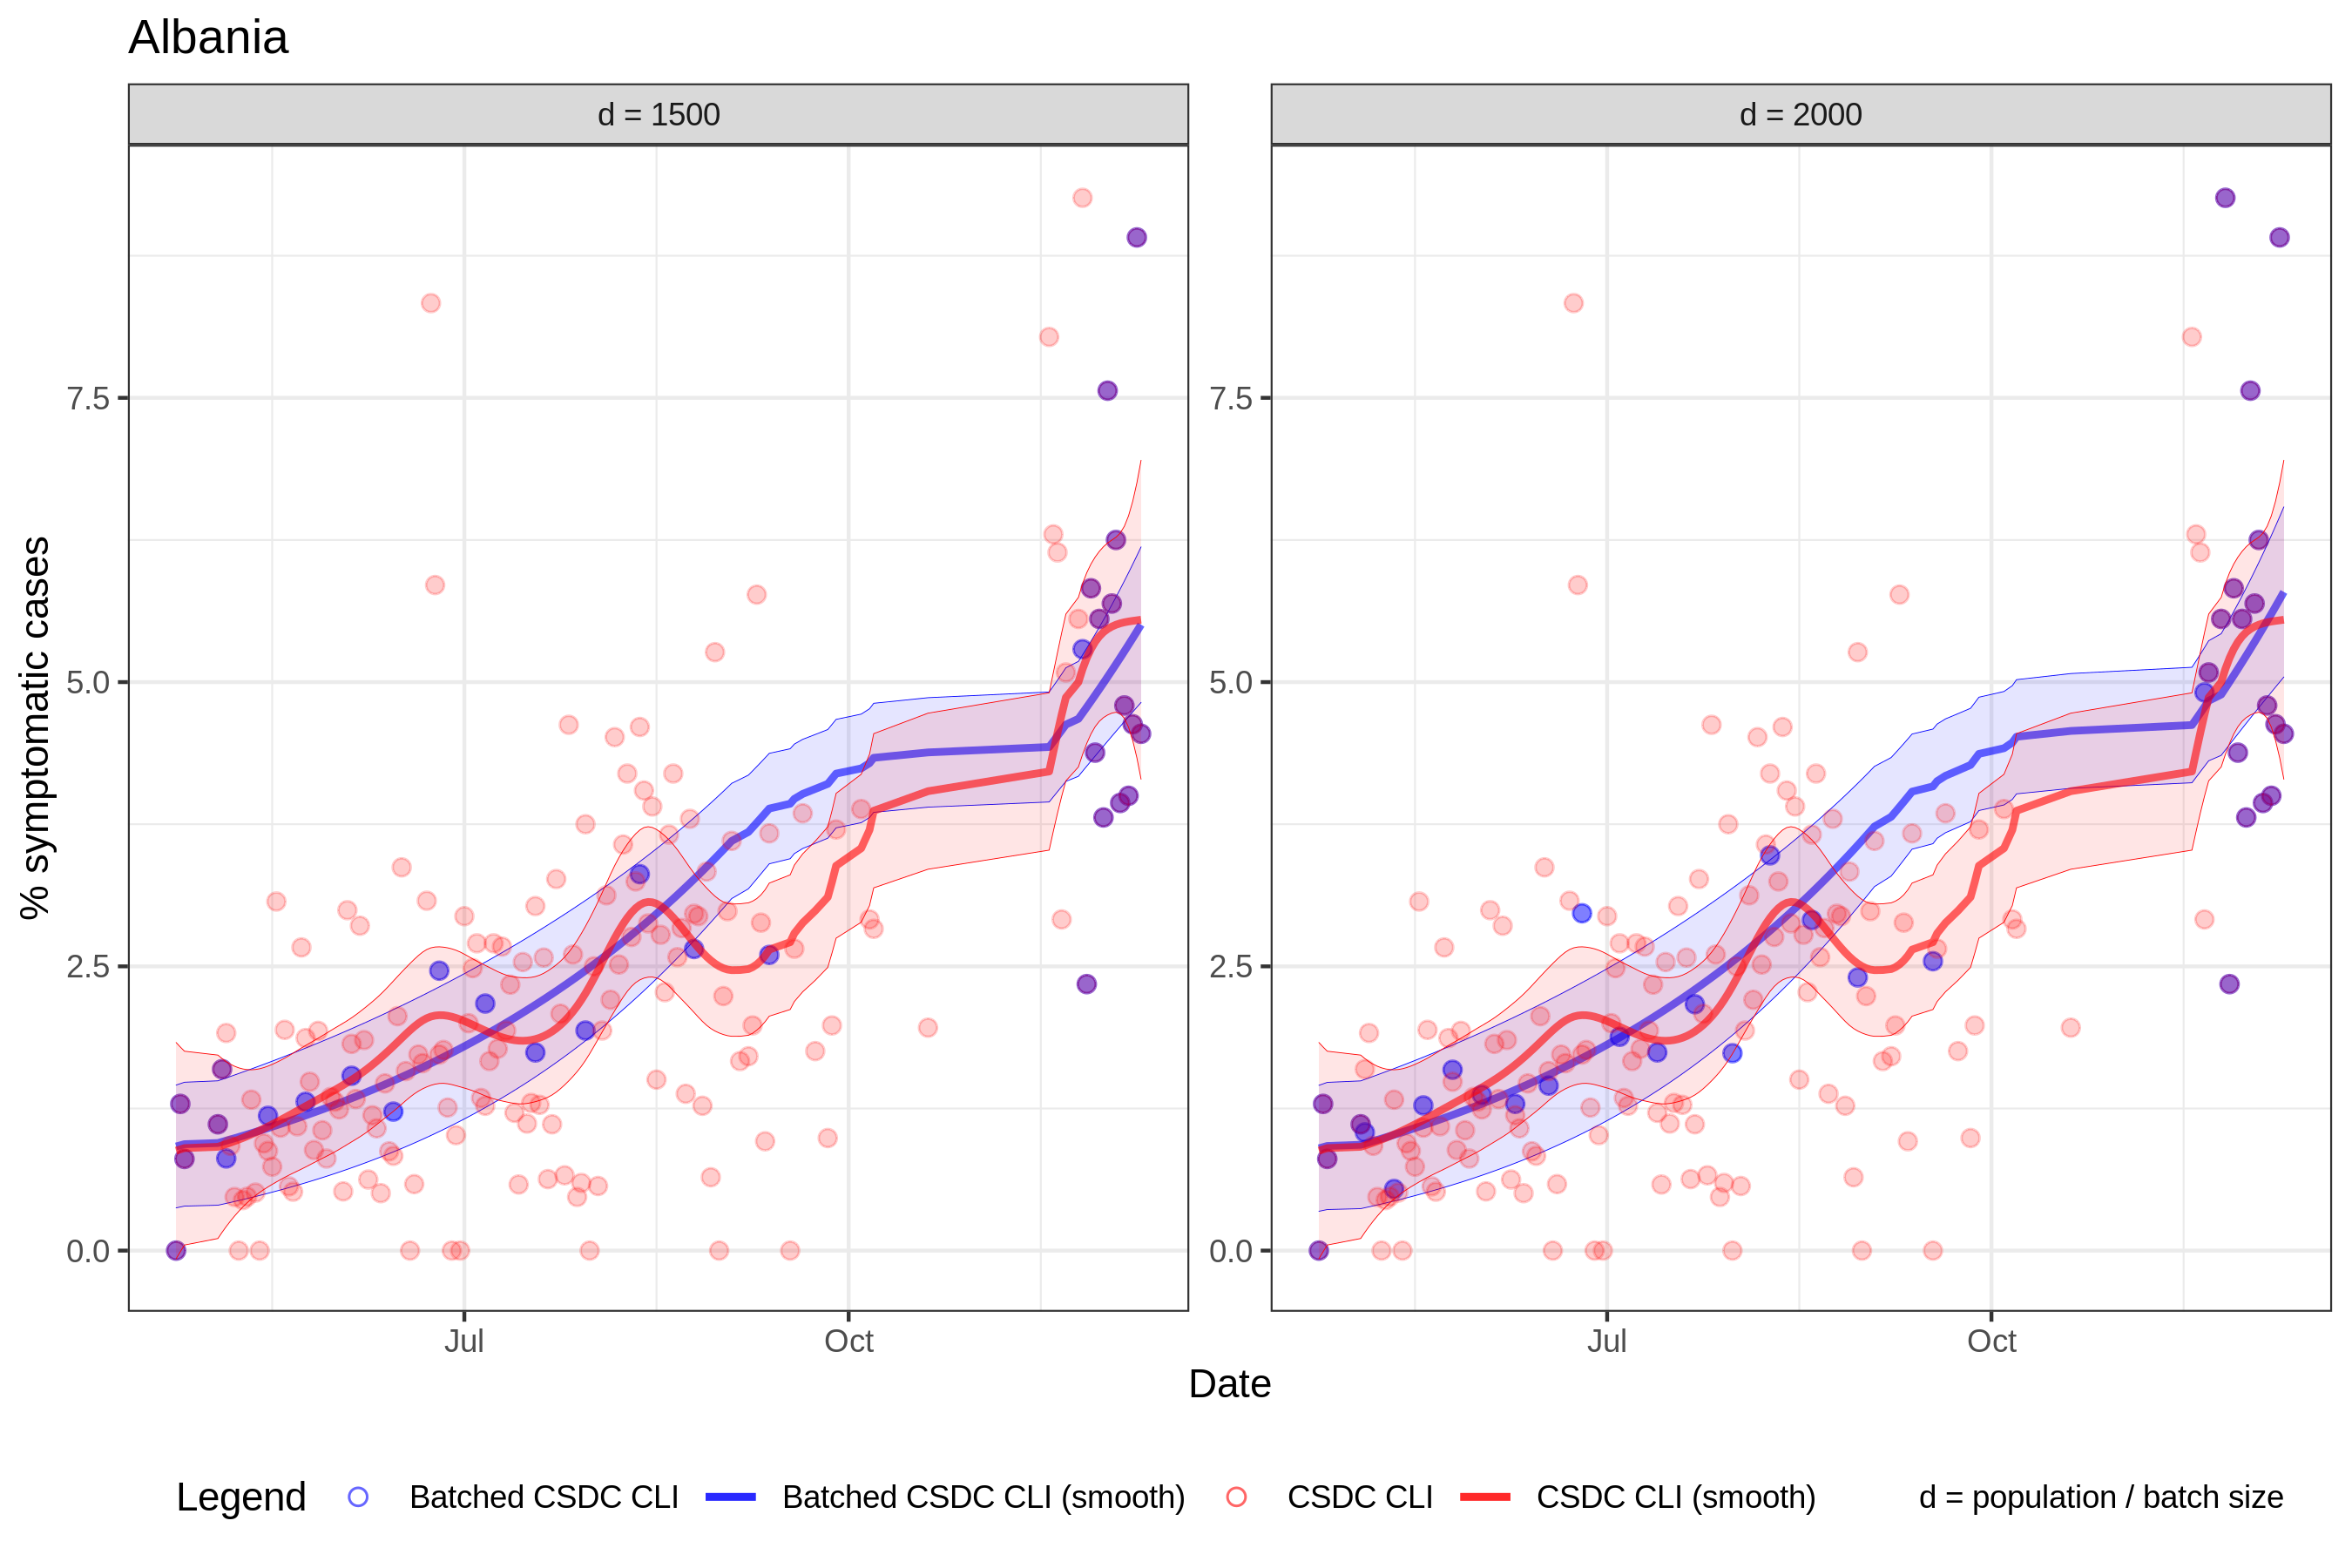 Albania
d = 1500
d = 2000
% symptomatic cases
7.5
5.0
2.5
0.0
7.5
5.0
2.5
0.0
Jul
Oct
Jul
Oct
Date
Legend
Batched CSDC CLI
Batched CSDC CLI (smooth)
CSDC CLI
CSDC CLI (smooth)
d = population / batch size